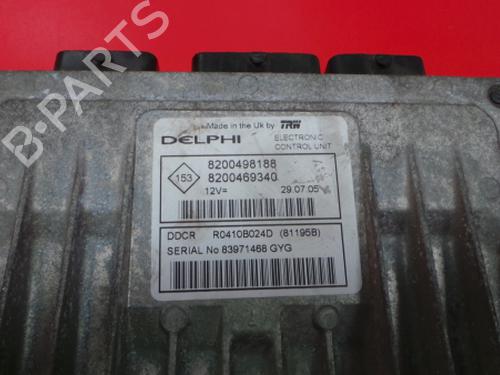 B-PARTS
Made in the Uk by TRW
DELPHI ELECTRONIC CONTROL UNIT
153
8200498188
8200469340
12V= 29.07.05
DDCR R0410B024D (81195B)
SERIAL No 83971468 GYG